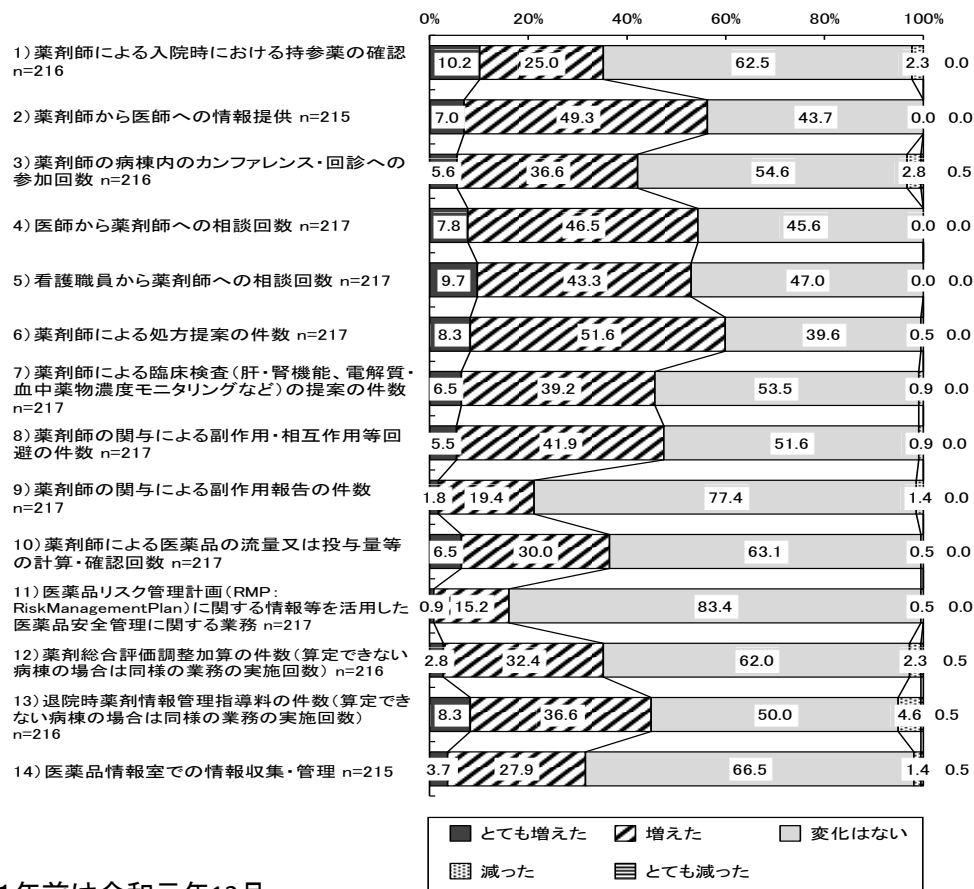 0% 20% 40% 60% 80% 100%
1)薬剤師による入院時における持参薬の確認
n=216
10.2 25.0 62.5 2.3 0.0
2)薬剤師から医師への情報提供 n=215
7.0 49.3 43.7 0.0 0.0
3)薬剤師の病棟内のカンファレンス・回診への
参加回数 n=216
5.6 36.6 54.6 2.8 0.5
4)医師から薬剤師への相談回数 n=217
7.8 46.5 45.6 0.0 0.0
5)看護職員から薬剤師への相談回数 n=217
9.7 43.3 47.0 0.0 0.0
6)薬剤師による処方提案の件数 n=217
8.3 51.6 39.6 0.5 0.0
7)薬剤師による臨床検査(肝・腎機能、電解質・
血中薬物濃度モニタリングなど)の提案の件数
n=217
6.5 39.2 53.5 0.9 0.0
8)薬剤師の関与による副作用・相互作用等回
避の件数 n=217
5.5 41.9 51.6 0.9 0.0
9)薬剤師の関与による副作用報告の件数
n=217
1.8 19.4 77.4 1.4 0.0
10)薬剤師による医薬品の流量又は投与量等
の計算・確認回数 n=217
6.5 30.0 63.1 0.5 0.0
11)医薬品リスク管理計画(RMP:
RiskManagementPlan)に関する情報等を活用した
医薬品安全管理に関する業務 n=217
0.9 15.2 83.4 0.5 0.0
12)薬剤総合評価調整加算の件数(算定できない
病棟の場合は同様の業務の実施回数) n=216
2.8 32.4 62.0 2.3 0.5
13)退院時薬剤情報管理指導料の件数(算定でき
ない病棟の場合は同様の業務の実施回数)
n=216
8.3 36.6 50.0 4.6 0.5
14)医薬品情報室での情報収集・管理 n=215
3.7 27.9 66.5 1.4 0.5
とても増えた 増えた 変化はない
減った とても減った